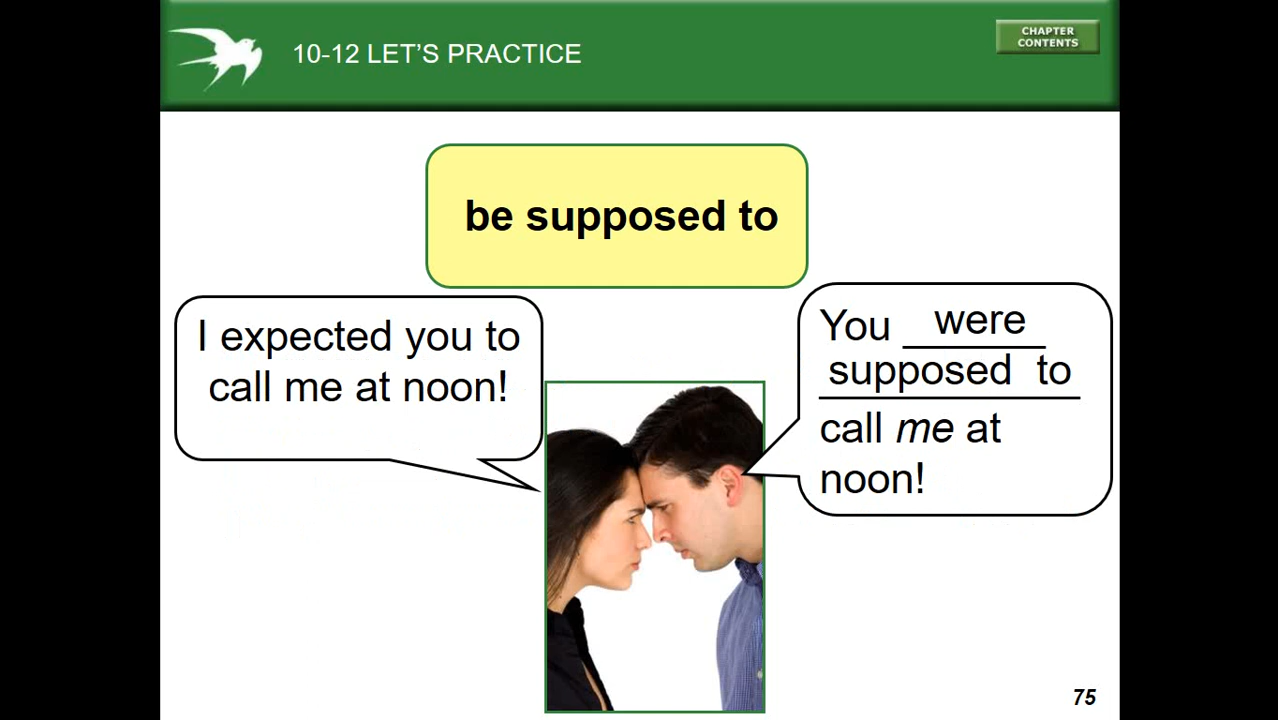 10-12 LET’S PRACTICE
CHAPTER
CONTENTS
be supposed to
I expected you to
call me at noon!
You were
supposed to
call me at
noon!
75